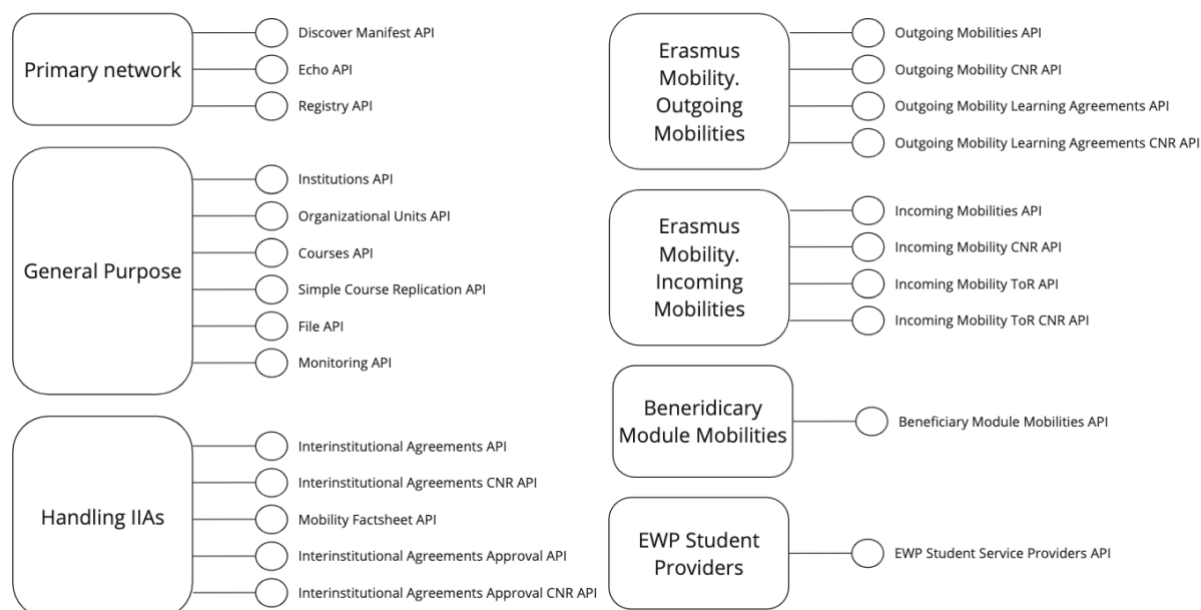 Primary network
Discover Manifest API
Echo API
Registry API
General Purpose
Institutions API
Organizational Units API
Courses API
Simple Course Replication API
File API
Monitoring API
Handling IIAs
Interinstitutional Agreements API
Interinstitutional Agreements CNR API
Mobility Factsheet API
Interinstitutional Agreements Approval API
Interinstitutional Agreements Approval CNR API
Erasmus
Mobility.
Outgoing
Mobilities
Outgoing Mobilities API
Outgoing Mobility CNR API
Outgoing Mobility Learning Agreements API
Outgoing Mobility Learning Agreements CNR API
Erasmus
Mobility.
Incoming
Mobilities
Incoming Mobilities API
Incoming Mobility CNR API
Incoming Mobility ToR API
Incoming Mobility ToR CNR API
Beneridicary
Module Mobilities
Beneficiary Module Mobilities API
EWP Student
Providers
EWP Student Service Providers API